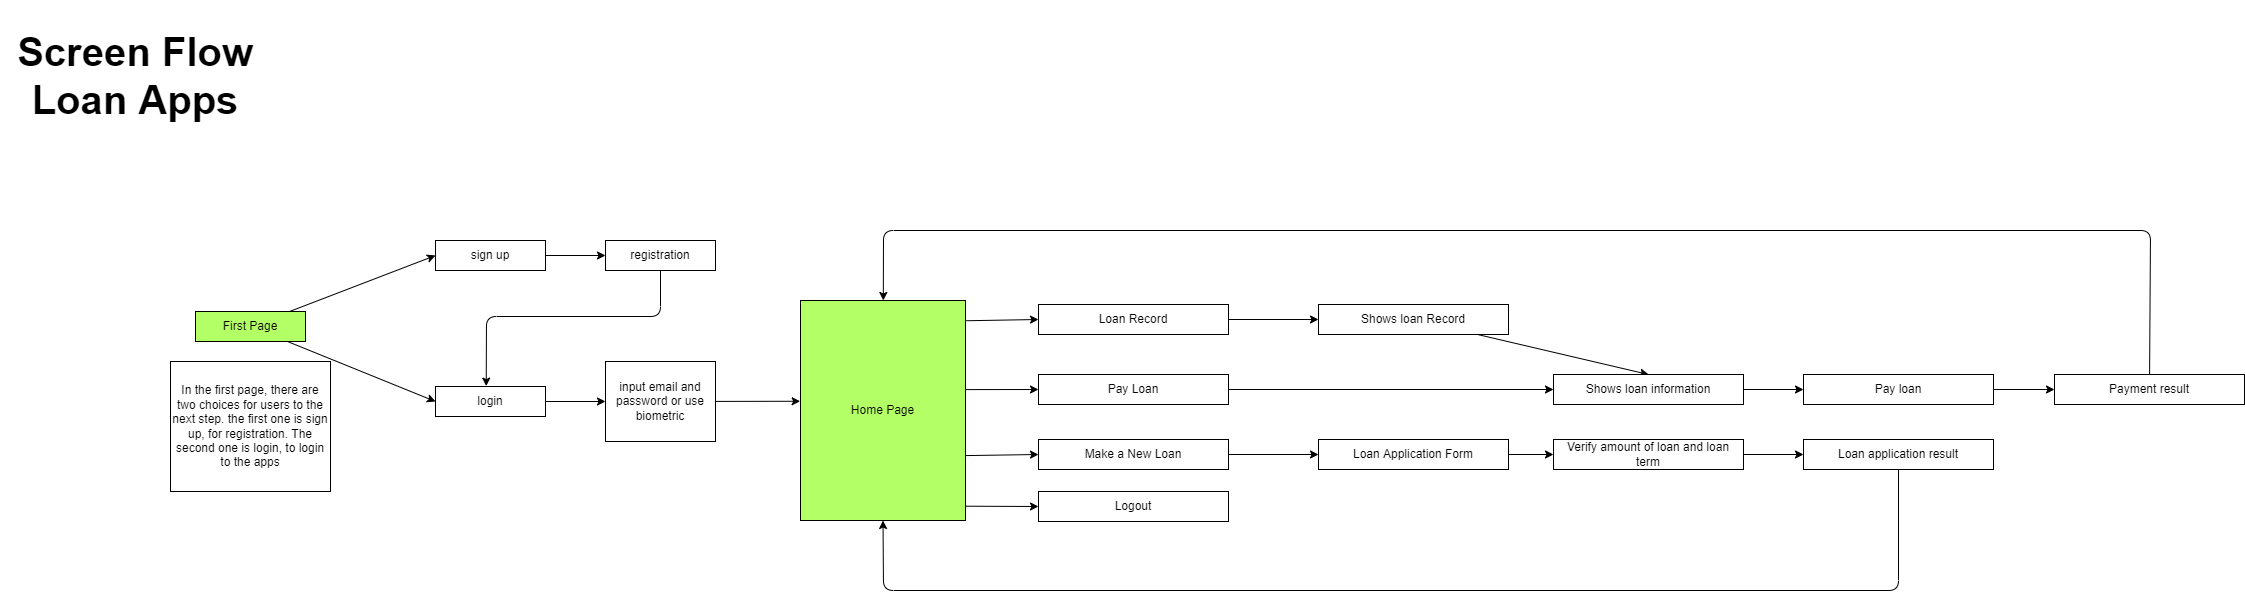 Screen Flow
Loan Apps
sign up
registration
First Page
In the first page, there are
two choices for users to the
next step. the first one is sign
up, for registration. The
second one is login, to login
to the apps
login
input email and
password or use
biometric
Home Page
Loan Record
Shows loan Record
Pay Loan
Shows loan information
Pay loan
Payment result
Make a New Loan
Loan Application Form
Verify amount of loan and loan
term
Loan application result
Logout